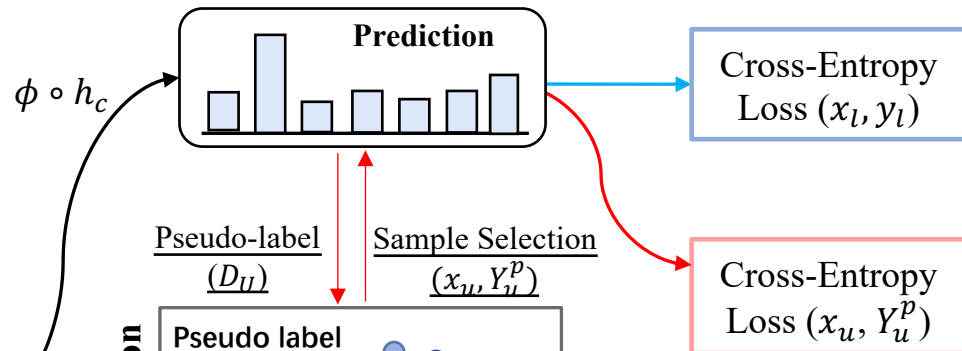 Prediction
ϕ ∘ h_c
Cross-Entropy
Loss (x_l, y_l)
Pseudo-label
(D_U)
Sample Selection
(x_u, Y_u^p)
Cross-Entropy
Loss (x_u, Y_u^p)
Pseudo label